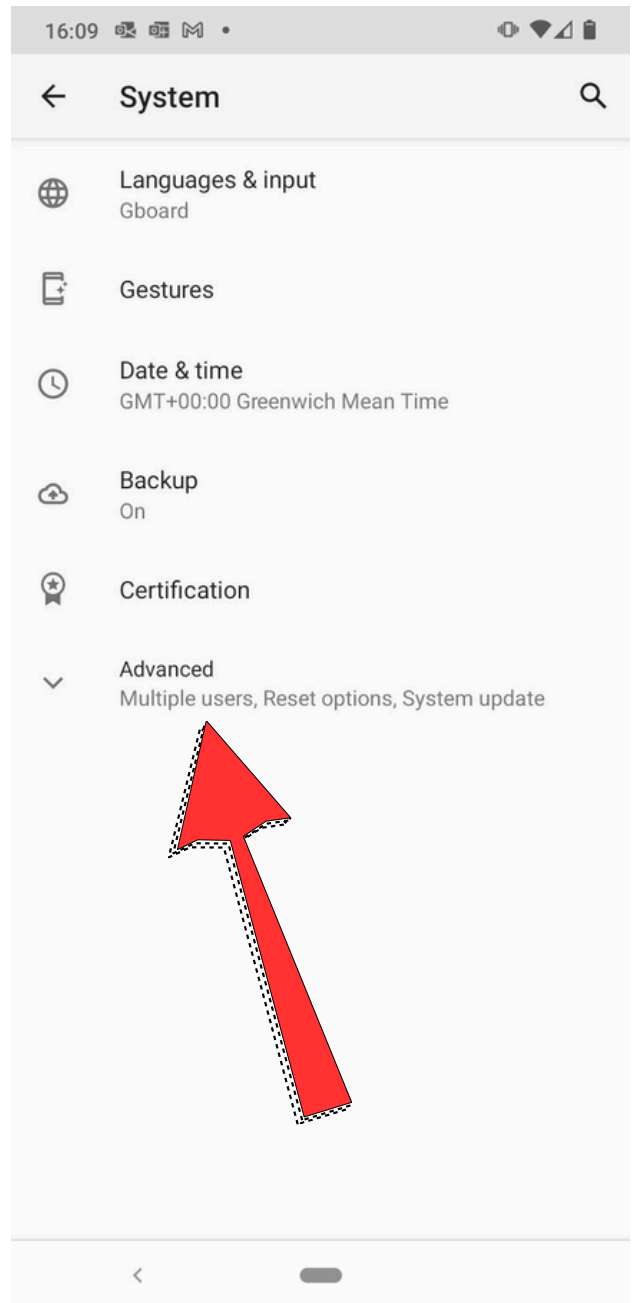 16:09
System
Languages & input
Gboard
Gestures
Date & time
GMT+00:00 Greenwich Mean Time
Backup
On
Certification
Advanced
Multiple users, Reset options, System update